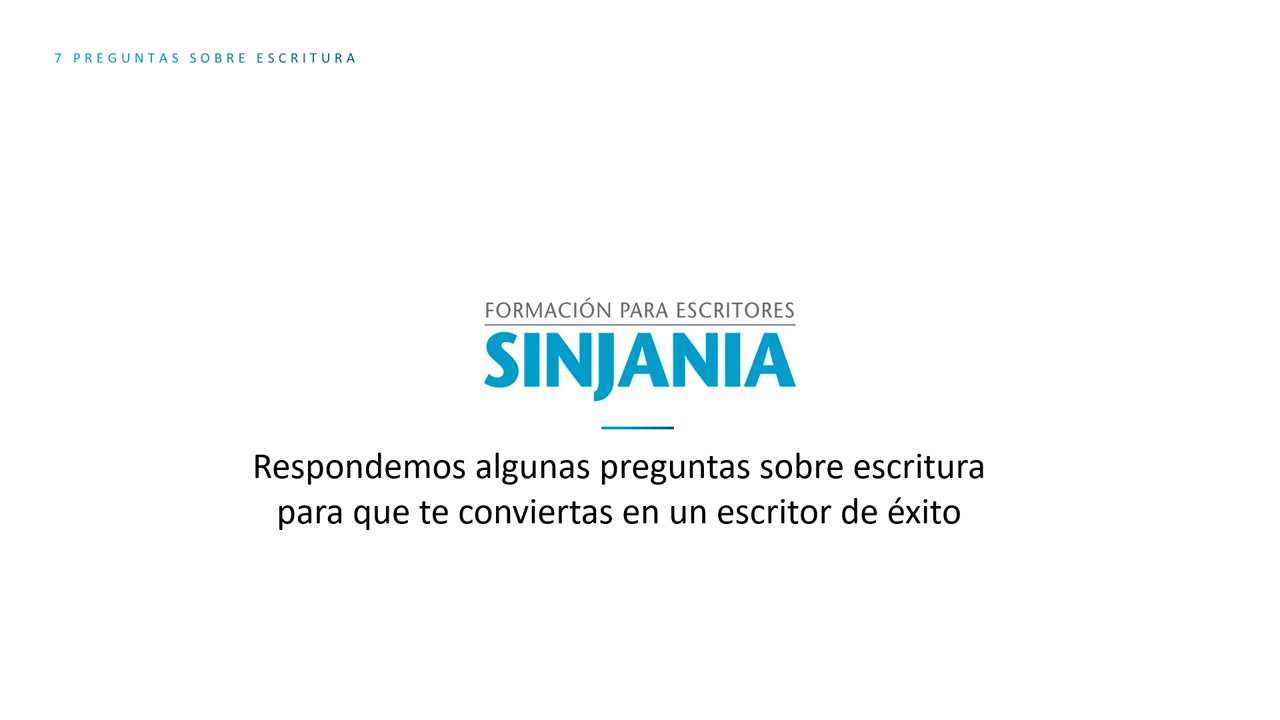 7 PREGUNTAS SOBRE ESCRITURA
FORMACIÓN PARA ESCRITORES
SINJANIA
Respondemos algunas preguntas sobre escritura
para que te conviertas en un escritor de éxito